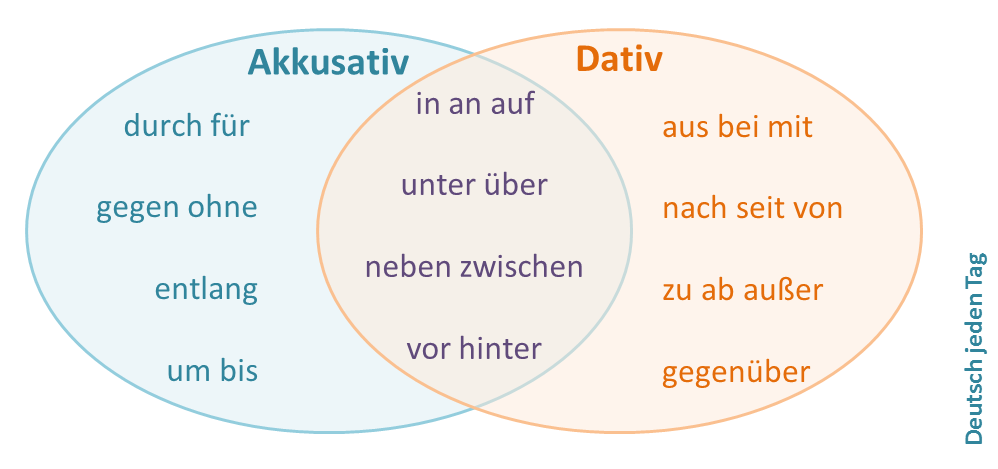 Akkusativ
durch für
gegen ohne
entlang
um bis
in an auf
unter über
neben zwischen
vor hinter
Dativ
aus bei mit
nach seit von
zu ab außer
gegenüber
Deutsch jeden Tag